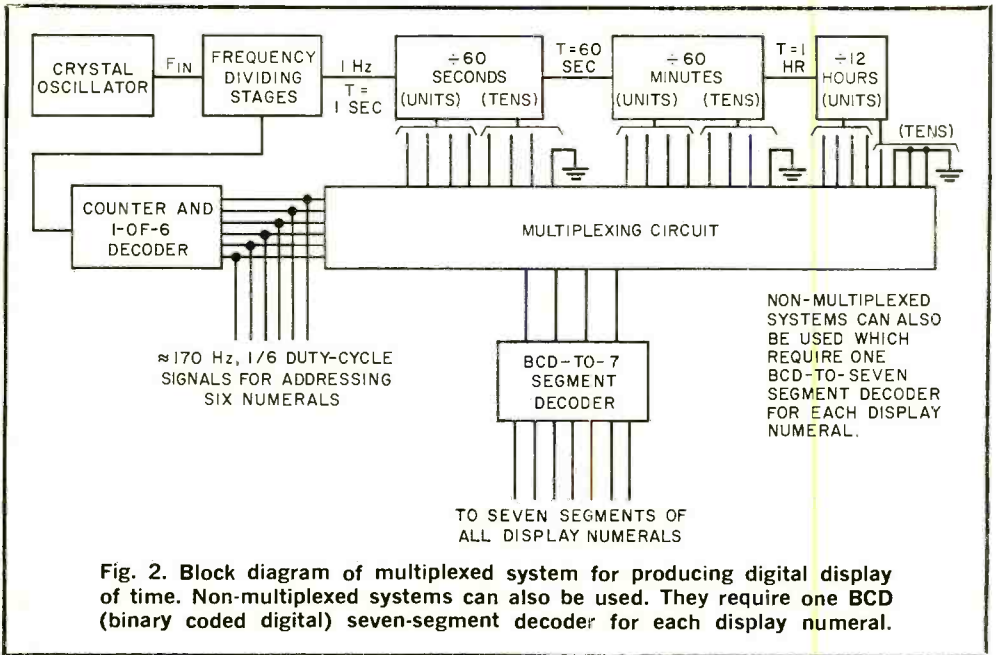 CRYSTAL
OSCILLATOR
FIN
FREQUENCY
DIVIDING
STAGES
1 Hz
T =
1 SEC
÷60
SECONDS
(UNITS) (TENS)
T=60
SEC
÷60
MINUTES
(UNITS) (TENS)
T=1
HR
÷12
HOURS
(UNITS)
(TENS)
COUNTER AND
1-OF-6
DECODER
MULTIPLEXING CIRCUIT
≈170 Hz, 1/6 DUTY-CYCLE
SIGNALS FOR ADDRESSING
SIX NUMERALS
BCD-TO-7
SEGMENT
DECODER
NON-MULTIPLEXED
SYSTEMS CAN ALSO
BE USED WHICH
REQUIRE ONE
BCD-TO-SEVEN
SEGMENT DECODER
FOR EACH DISPLAY
NUMERAL.
TO SEVEN SEGMENTS OF
ALL DISPLAY NUMERALS
Fig. 2. Block diagram of multiplexed system for producing digital display
of time. Non-multiplexed systems can also be used. They require one BCD
(binary coded digital) seven-segment decoder for each display numeral.